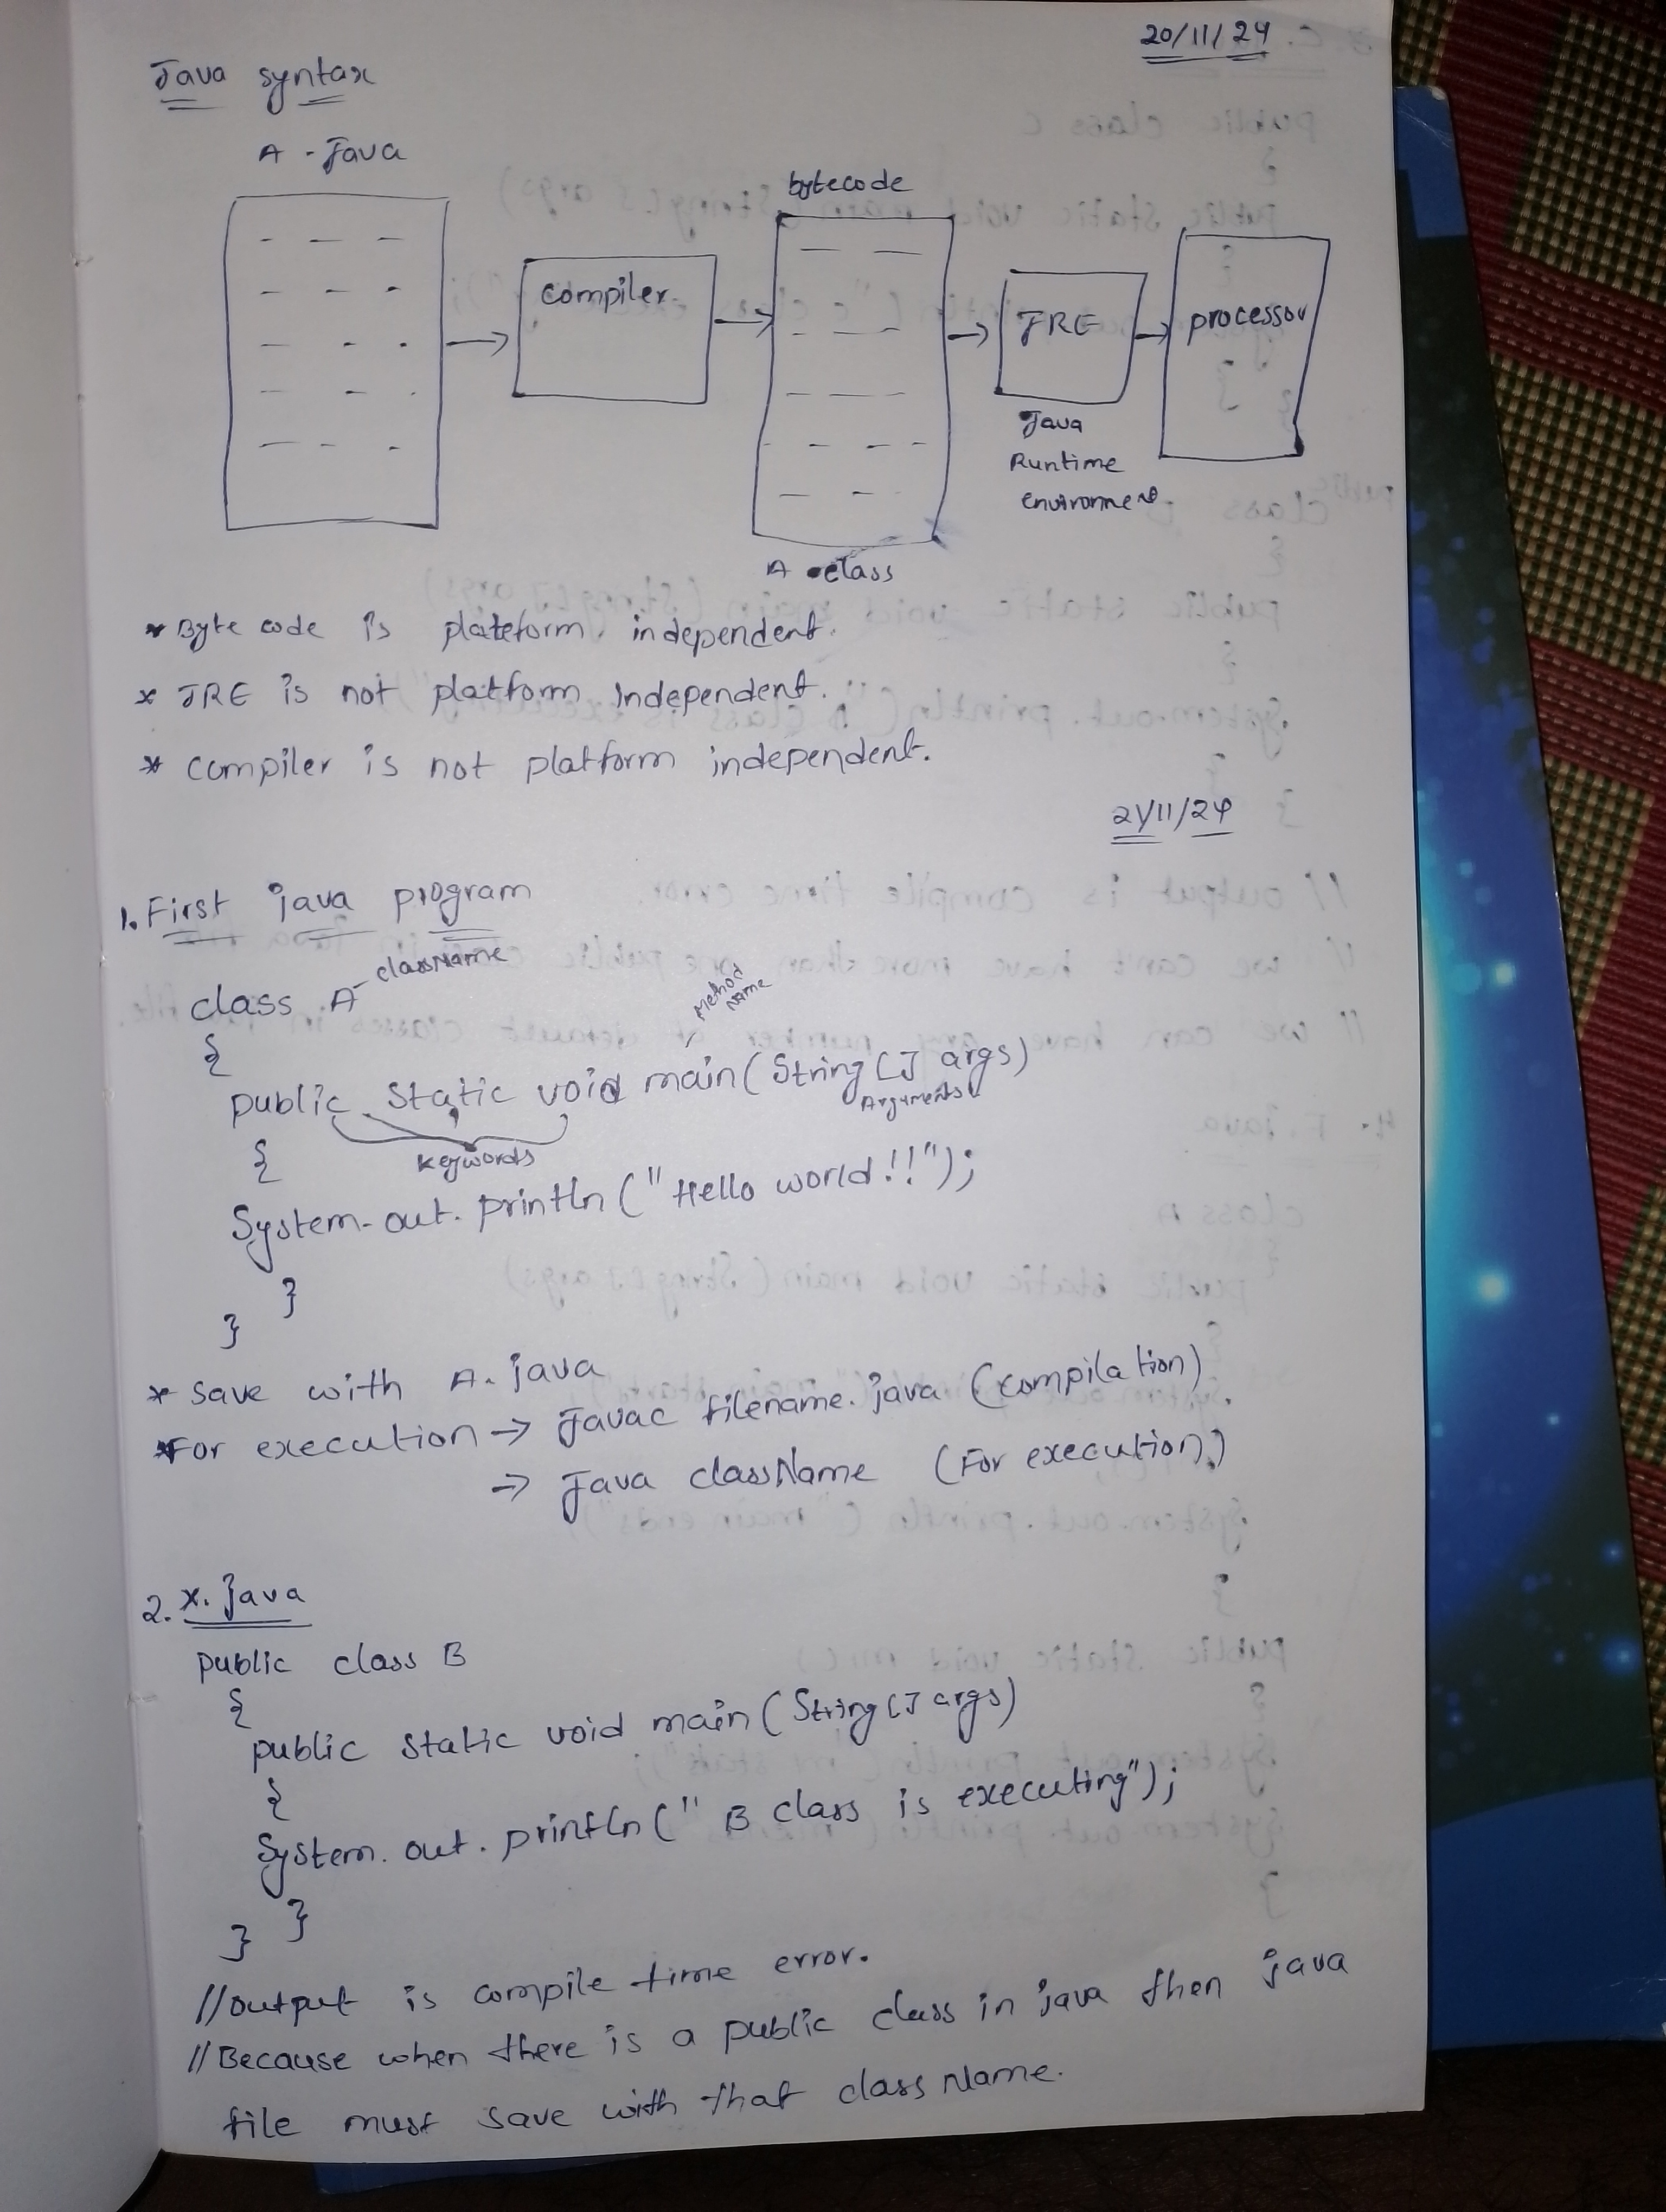 20/11/24
Java syntax
A - Java
bytecode
compiler
JRE
processor
Java
Runtime
Environment
A .class
* Byte code is plateform independent.
* JRE is not platform Independent.
* compiler is not platform independent.
21/11/24
1. First java program
class A - className
{
Method Name
public static void main(String[] args)
Arguments
{
keywords
System.out.println("Hello world!!");
}
}
* save with A.java
* For execution → Javac filename.java (compilation)
→ Java className (For execution)
2. X.java
public class B
{
public static void main(String[] args)
{
System.out.println(" B class is executing");
}
}
//output is compile time error.
//Because when there is a public class in java then java
file must save with that class Name.